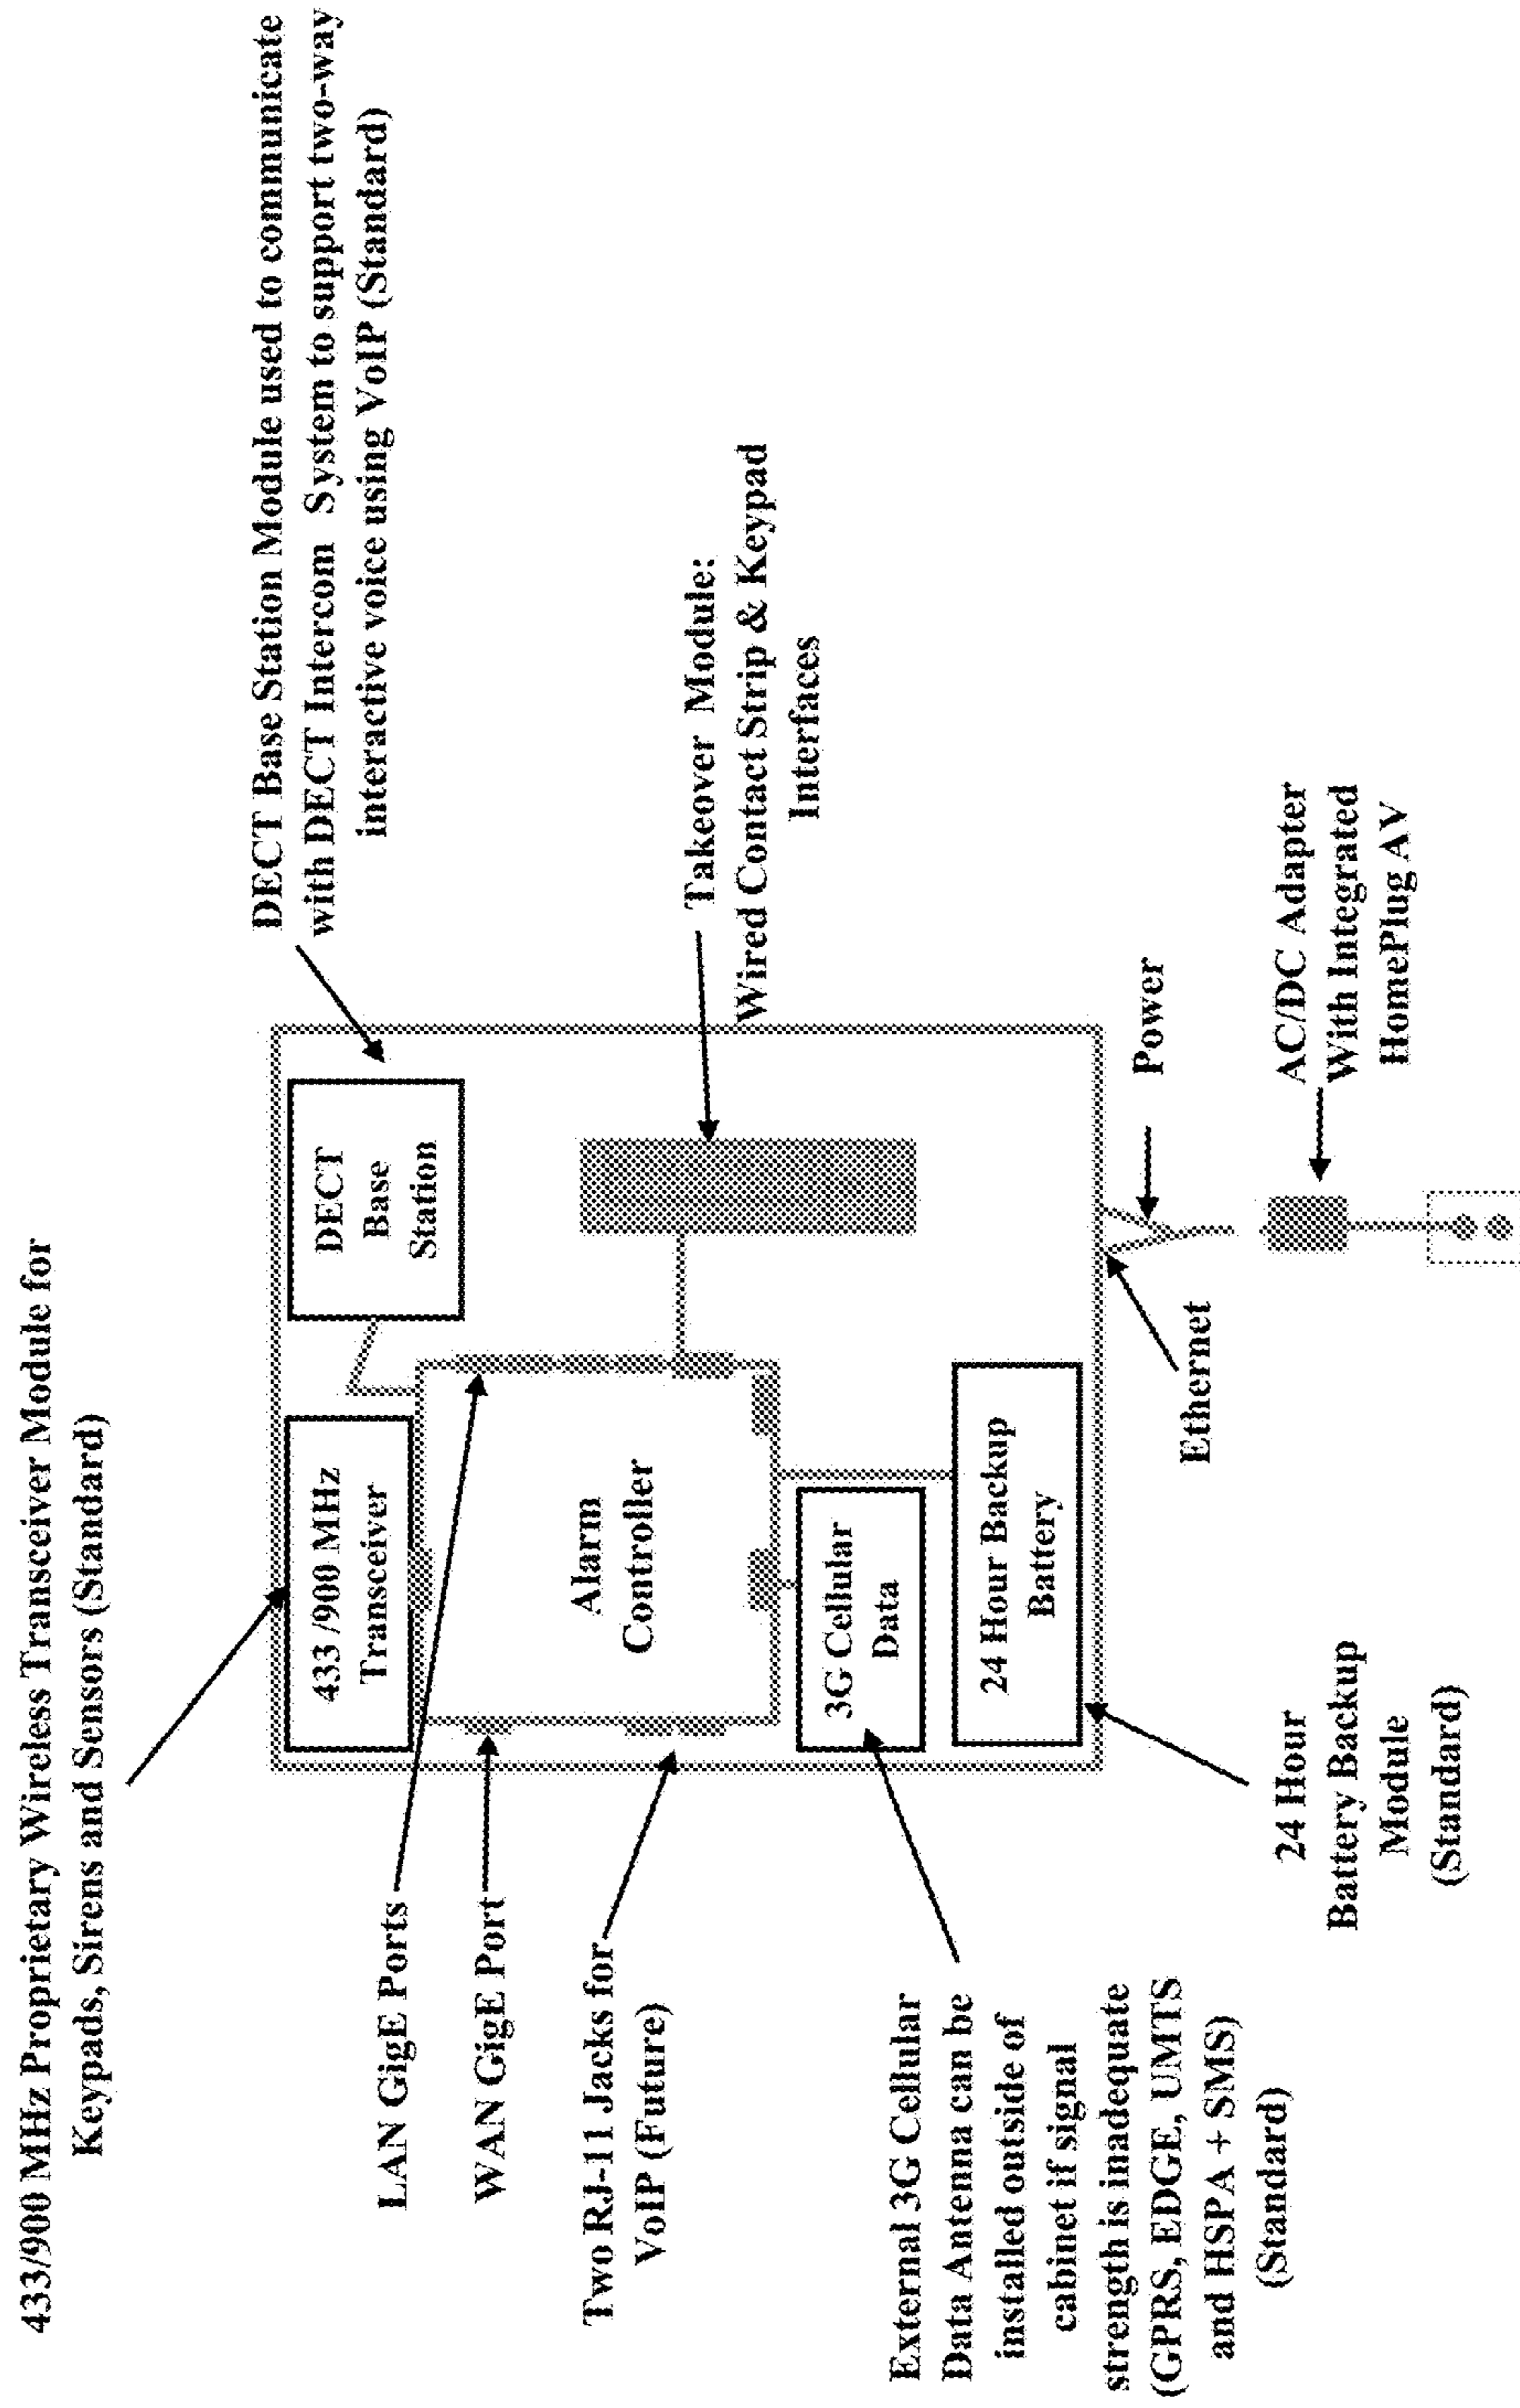 433/900 MHz Proprietary Wireless Transceiver Module for
Keypads, Sirens and Sensors (Standard)
DECT Base Station Module used to communicate
with DECT Intercom System to support two-way
interactive voice using VoIP (Standard)
LAN GigE Ports
WAN GigE Port
Two RJ-11 Jacks for
VoIP (Future)
External 3G Cellular
Data Antenna can be
installed outside of
cabinet if signal
strength is inadequate
(GPRS, EDGE, UMTS
and HSPA + SMS)
(Standard)
433 /900 MHz
Transceiver
DECT
Base
Station
Alarm
Controller
3G Cellular
Data
24 Hour Backup
Battery
Takeover Module:
Wired Contact Strip & Keypad
Interfaces
24 Hour
Battery Backup
Module
(Standard)
Ethernet
Power
AC/DC Adapter
With Integrated
HomePlug AV